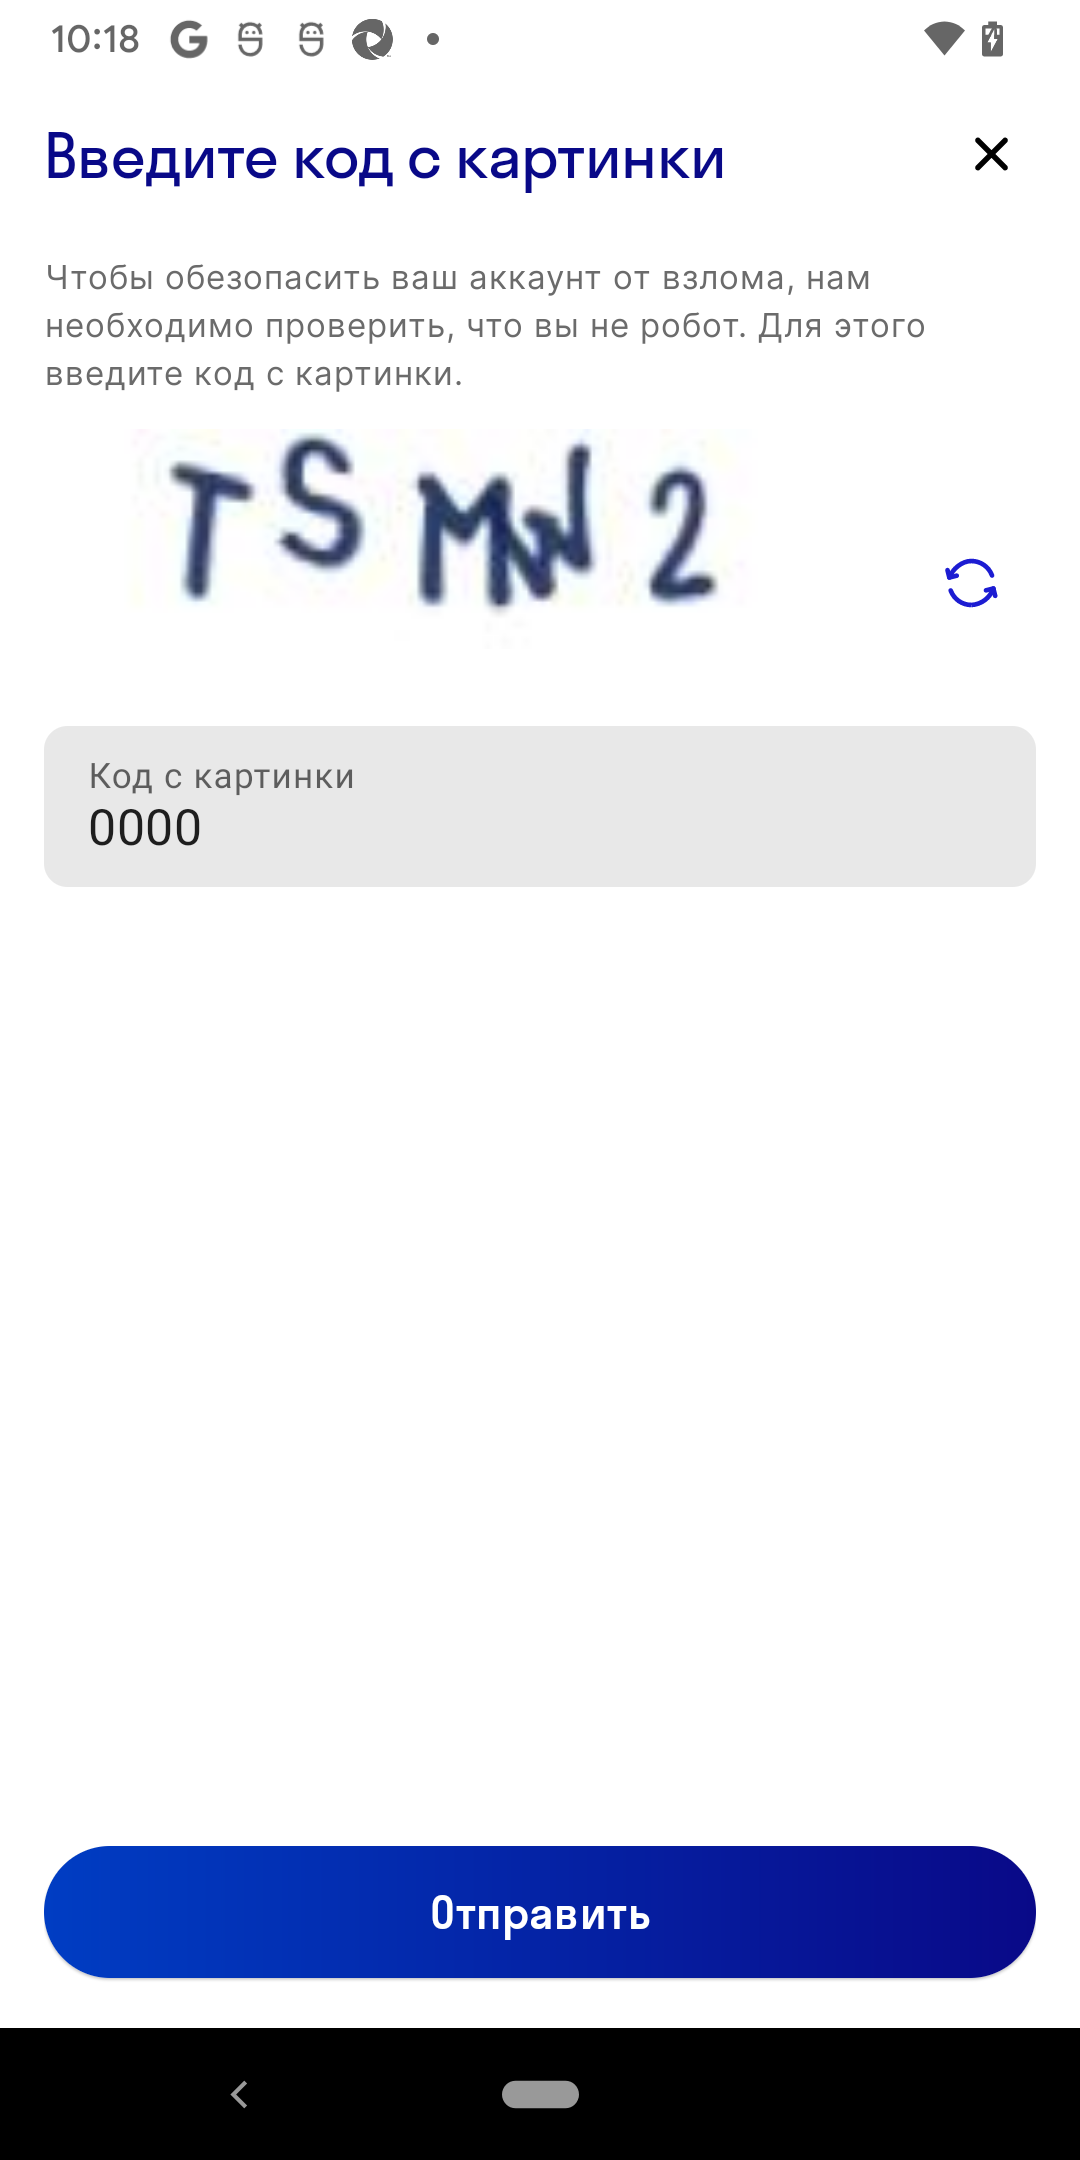 10:18
Введите код с картинки
Чтобы обезопасить ваш аккаунт от взлома, нам
необходимо проверить, что вы не робот. Для этого
введите код с картинки.
Код с картинки
0000
Отправить